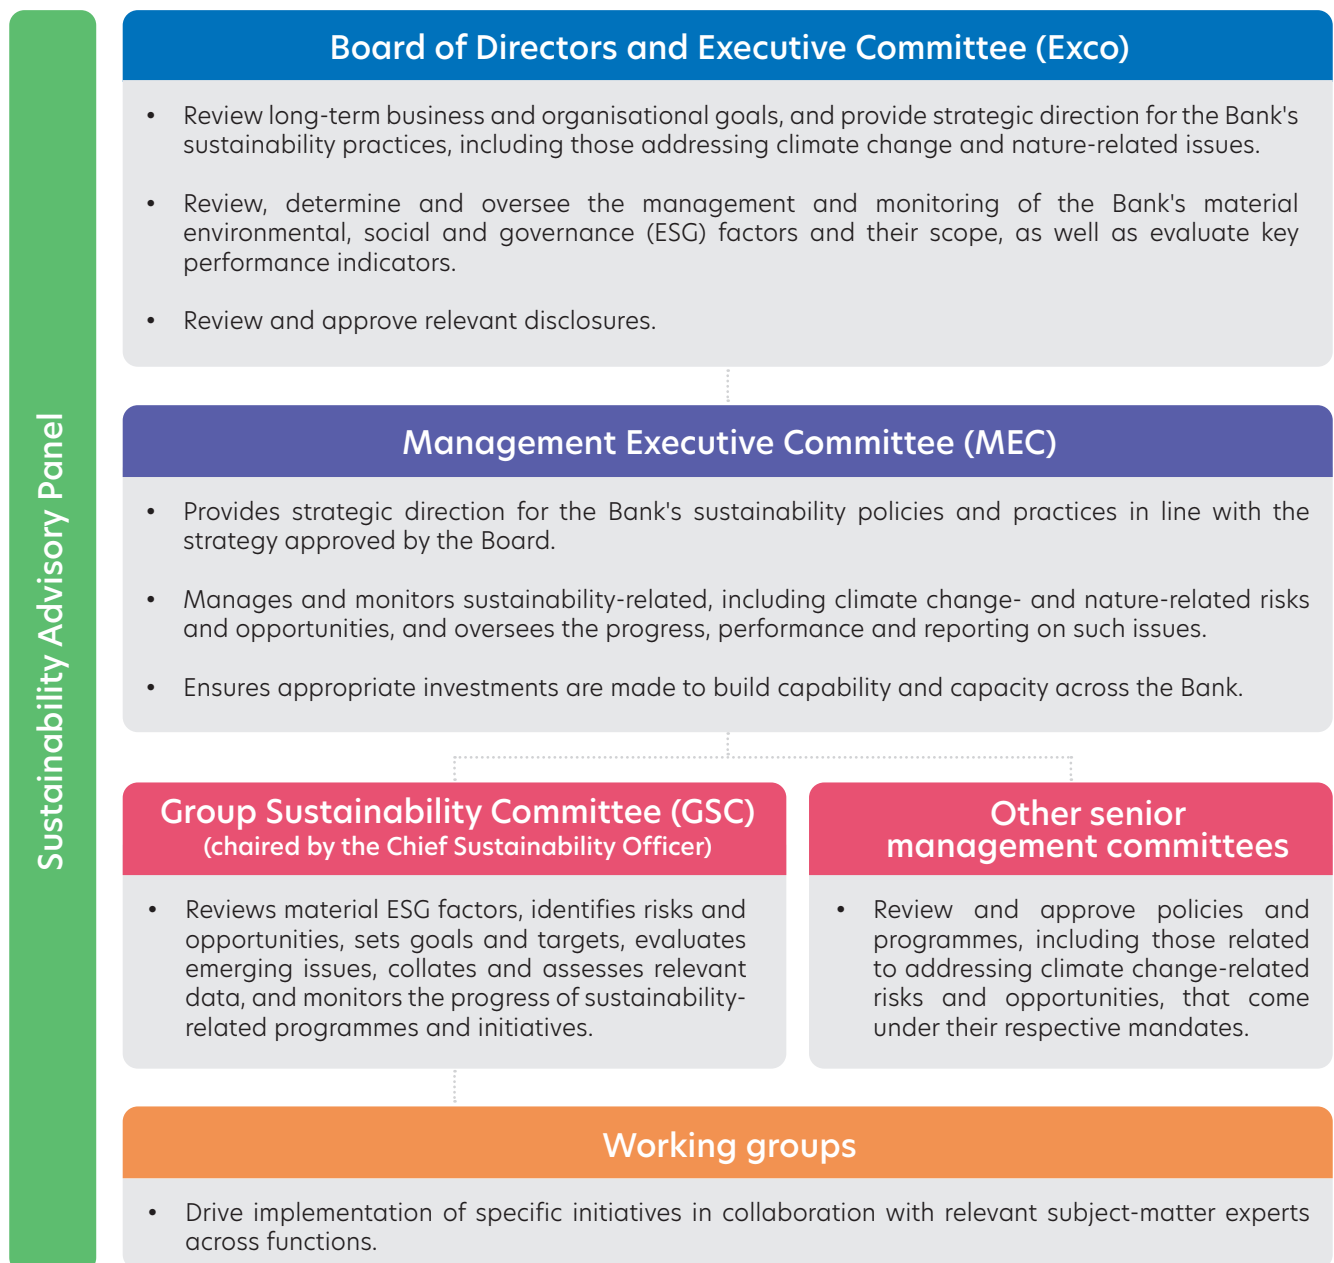 Sustainability Advisory Panel
Board of Directors and Executive Committee (Exco)
• Review long-term business and organisational goals, and provide strategic direction for the Bank's
sustainability practices, including those addressing climate change and nature-related issues.
• Review, determine and oversee the management and monitoring of the Bank's material
environmental, social and governance (ESG) factors and their scope, as well as evaluate key
performance indicators.
• Review and approve relevant disclosures.
Management Executive Committee (MEC)
• Provides strategic direction for the Bank's sustainability policies and practices in line with the
strategy approved by the Board.
• Manages and monitors sustainability-related, including climate change- and nature-related risks
and opportunities, and oversees the progress, performance and reporting on such issues.
• Ensures appropriate investments are made to build capability and capacity across the Bank.
Group Sustainability Committee (GSC)
(chaired by the Chief Sustainability Officer)
• Reviews material ESG factors, identifies risks and
opportunities, sets goals and targets, evaluates
emerging issues, collates and assesses relevant
data, and monitors the progress of sustainability-
related programmes and initiatives.
Other senior
management committees
• Review and approve policies and
programmes, including those related
to addressing climate change-related
risks and opportunities, that come
under their respective mandates.
Working groups
• Drive implementation of specific initiatives in collaboration with relevant subject-matter experts
across functions.